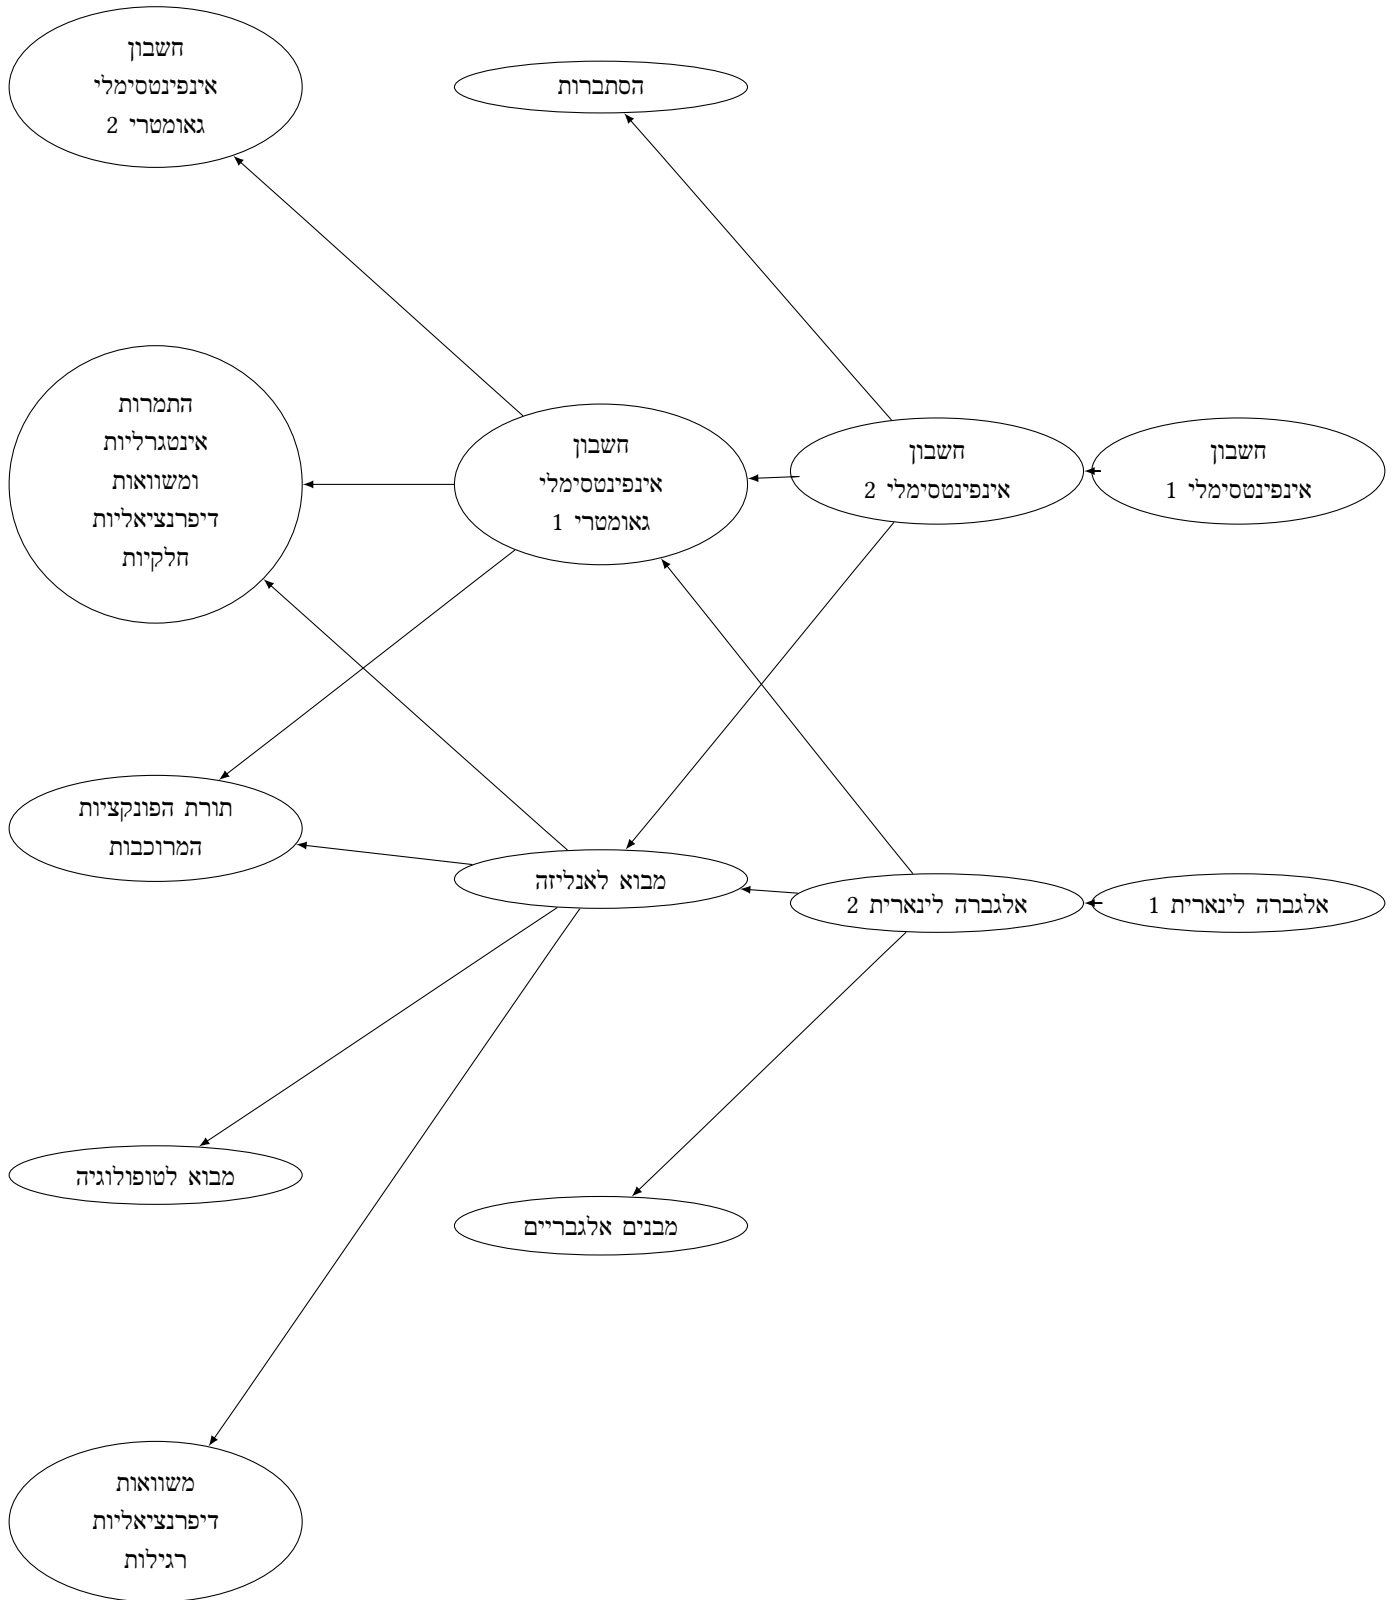 חשבון
אינפיניטסימלי 1
חשבון
אינפיניטסימלי 2
הסתברות
חשבון
אינפיניטסימלי
גאומטרי 1
חשבון
אינפיניטסימלי
גאומטרי 2
התמרות
אינטגרליות
ומשוואות
דיפרנציאליות
חלקיות
אלגברה לינארית 1
אלגברה לינארית 2
מבוא לאנליזה
תורת הפונקציות
המרוכבות
מבנים אלגבריים
מבוא לטופולוגיה
משוואות
דיפרנציאליות
רגילות